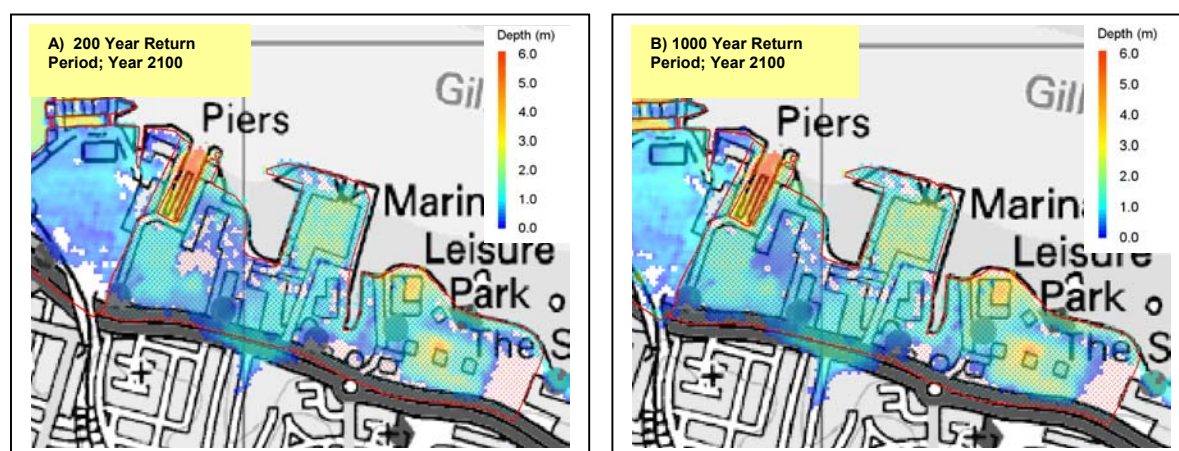 A) 200 Year Return
Period; Year 2100
Depth (m)
6.0
5.0
4.0
3.0
2.0
1.0
0.0
Gil
Piers
Marin
Leisure
Park
The S
B) 1000 Year Return
Period; Year 2100
Depth (m)
6.0
5.0
4.0
3.0
2.0
1.0
0.0
Gill
Piers
Marina
Leisure
Park
The S